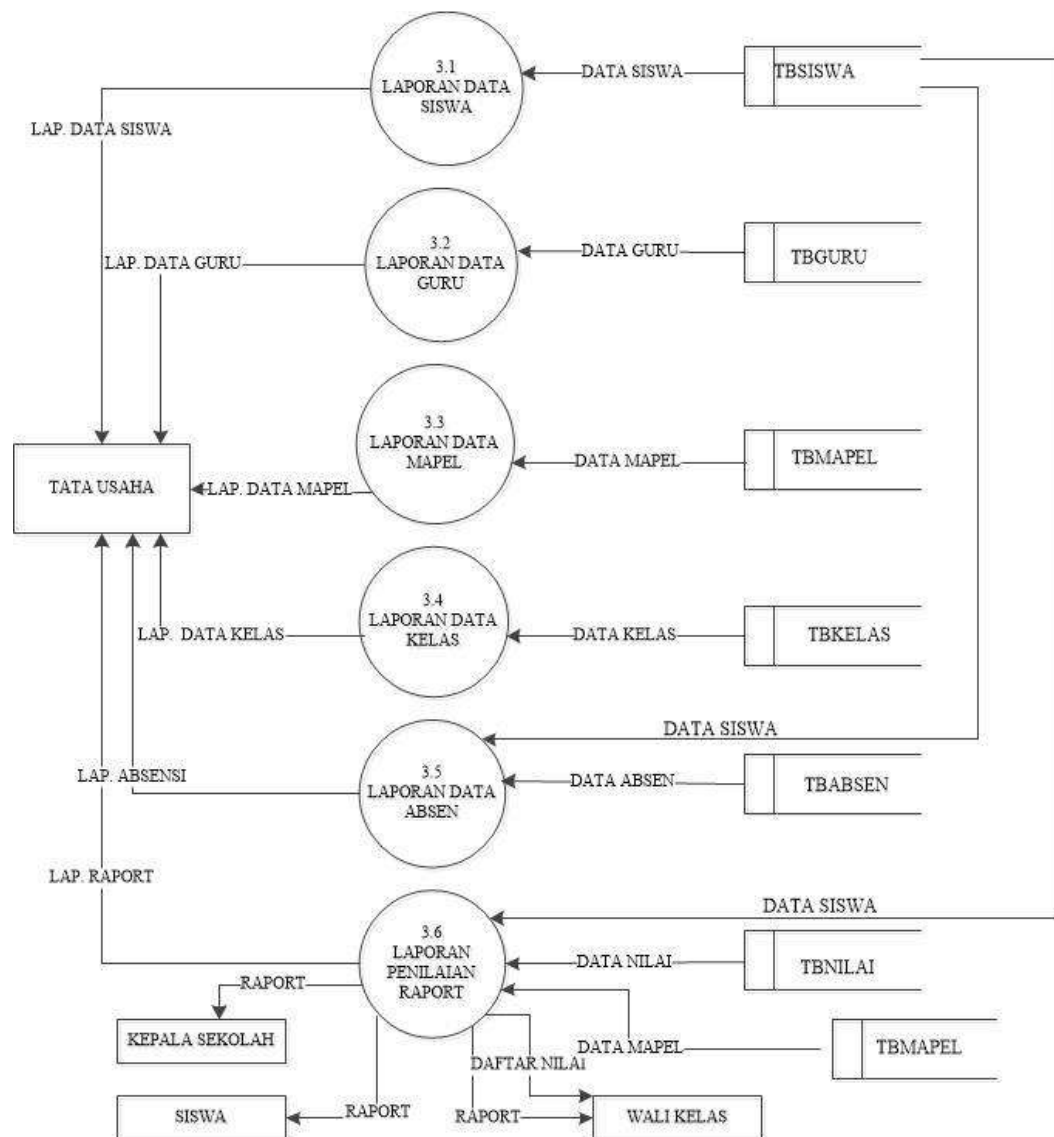 3.1
LAPORAN DATA
SISWA
DATA SISWA
TBSISWA
LAP. DATA SISWA
3.2
LAPORAN DATA
GURU
DATA GURU
TBGURU
LAP. DATA GURU
3.3
LAPORAN DATA
MAPEL
DATA MAPEL
TBMAPEL
TATA USAHA
LAP. DATA MAPEL
3.4
LAPORAN DATA
KELAS
DATA KELAS
TBKELAS
LAP. DATA KELAS
DATA SISWA
3.5
LAPORAN DATA
ABSEN
DATA ABSEN
TBABSEN
LAP. ABSENSI
LAP. RAPORT
DATA SISWA
3.6
LAPORAN
PENILAIAN
RAPORT
DATA NILAI
TBNILAI
RAPORT
KEPALA SEKOLAH
DATA MAPEL
TBMAPEL
DAFTAR NILAI
SISWA
RAPORT
RAPORT
WALI KELAS